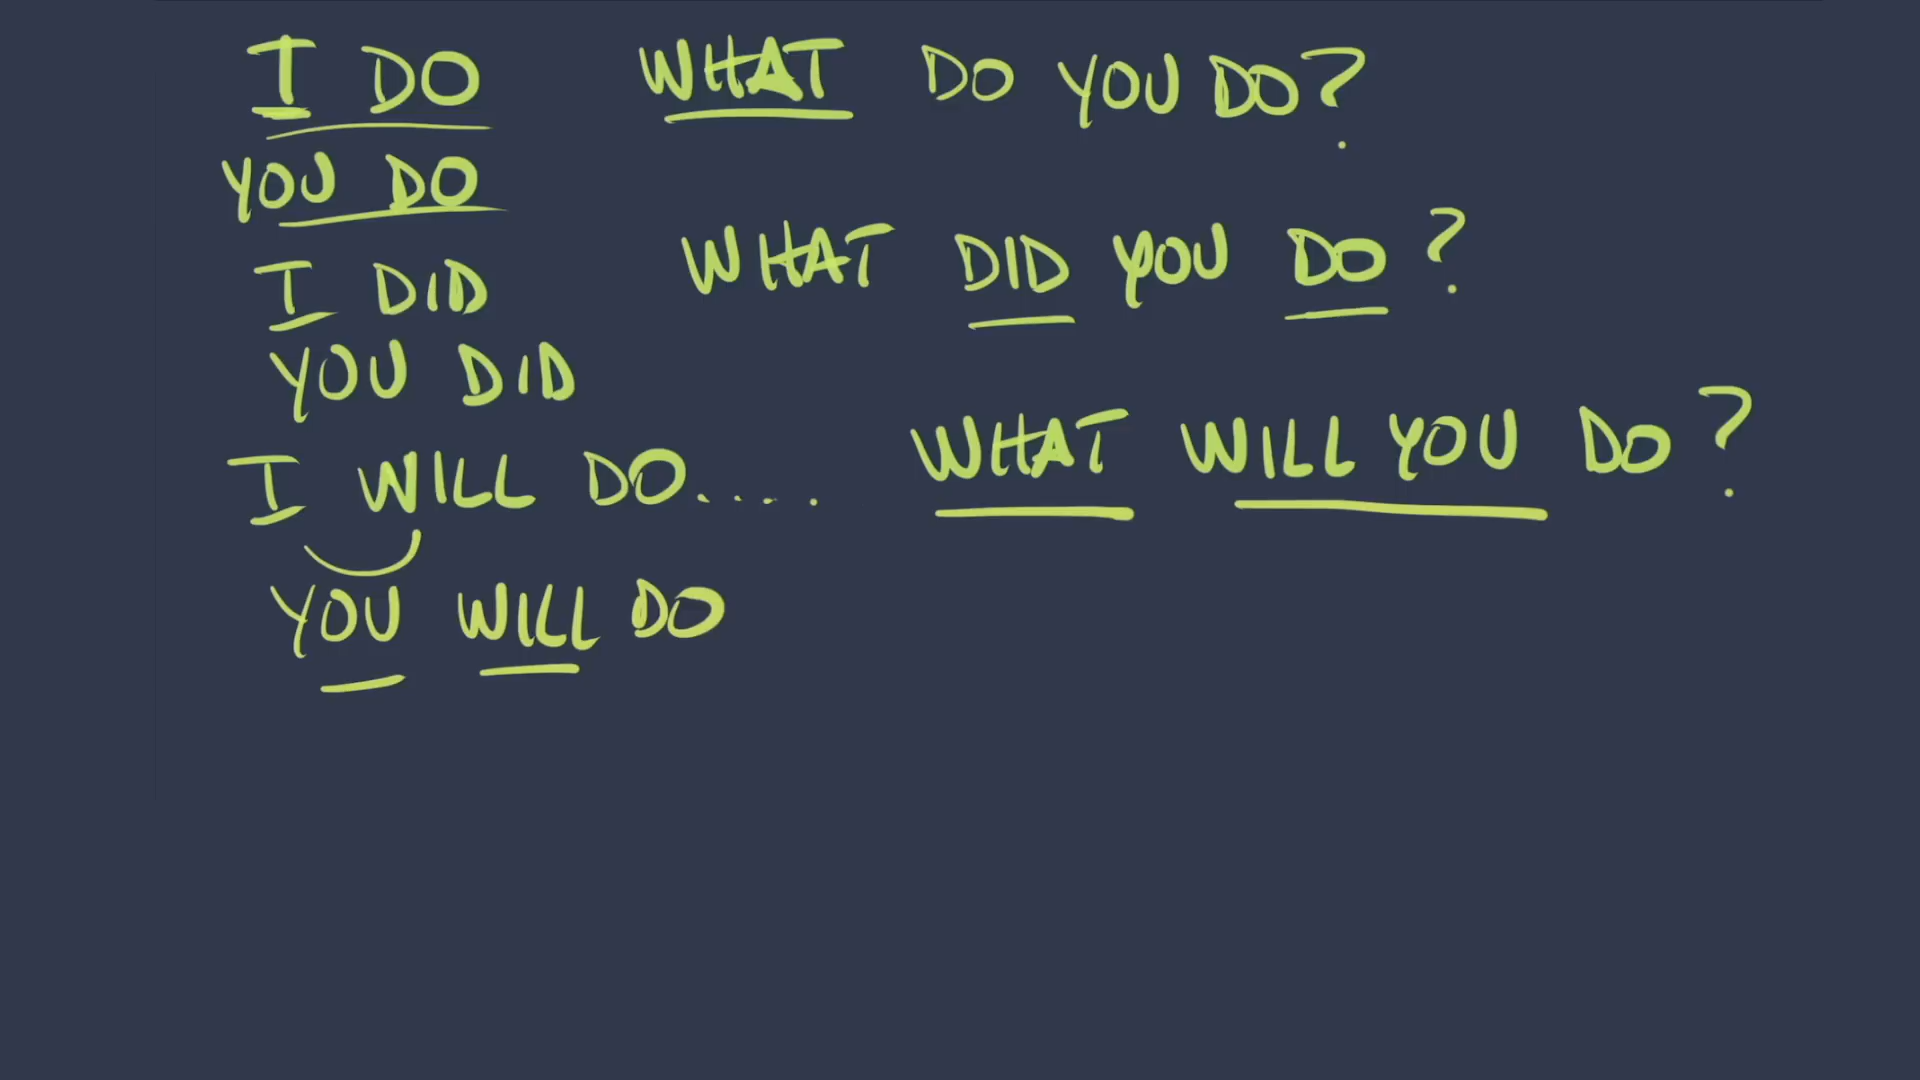 I DO WHAT DO YOU DO?
YOU DO
I DID WHAT DID YOU DO?
YOU DID
I WILL DO.... WHAT WILL YOU DO?
YOU WILL DO